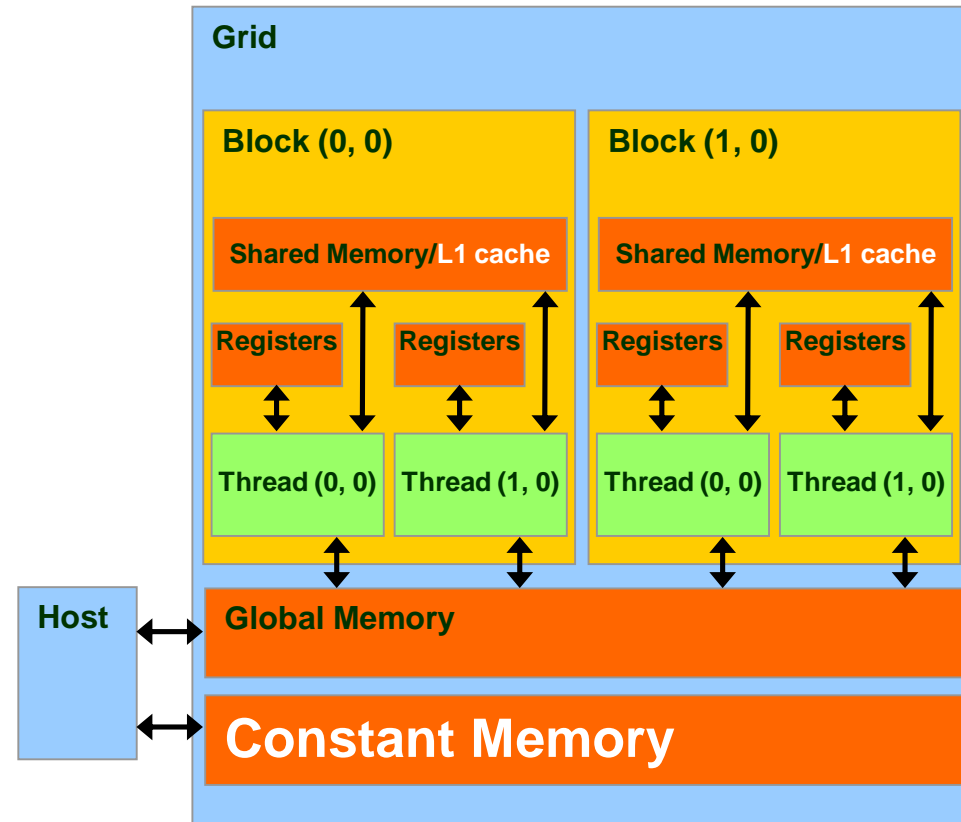 Grid
Block (0, 0)
Block (1, 0)
Shared Memory/L1 cache
Shared Memory/L1 cache
Registers
Registers
Registers
Registers
Thread (0, 0)
Thread (1, 0)
Thread (0, 0)
Thread (1, 0)
Host
Global Memory
Constant Memory